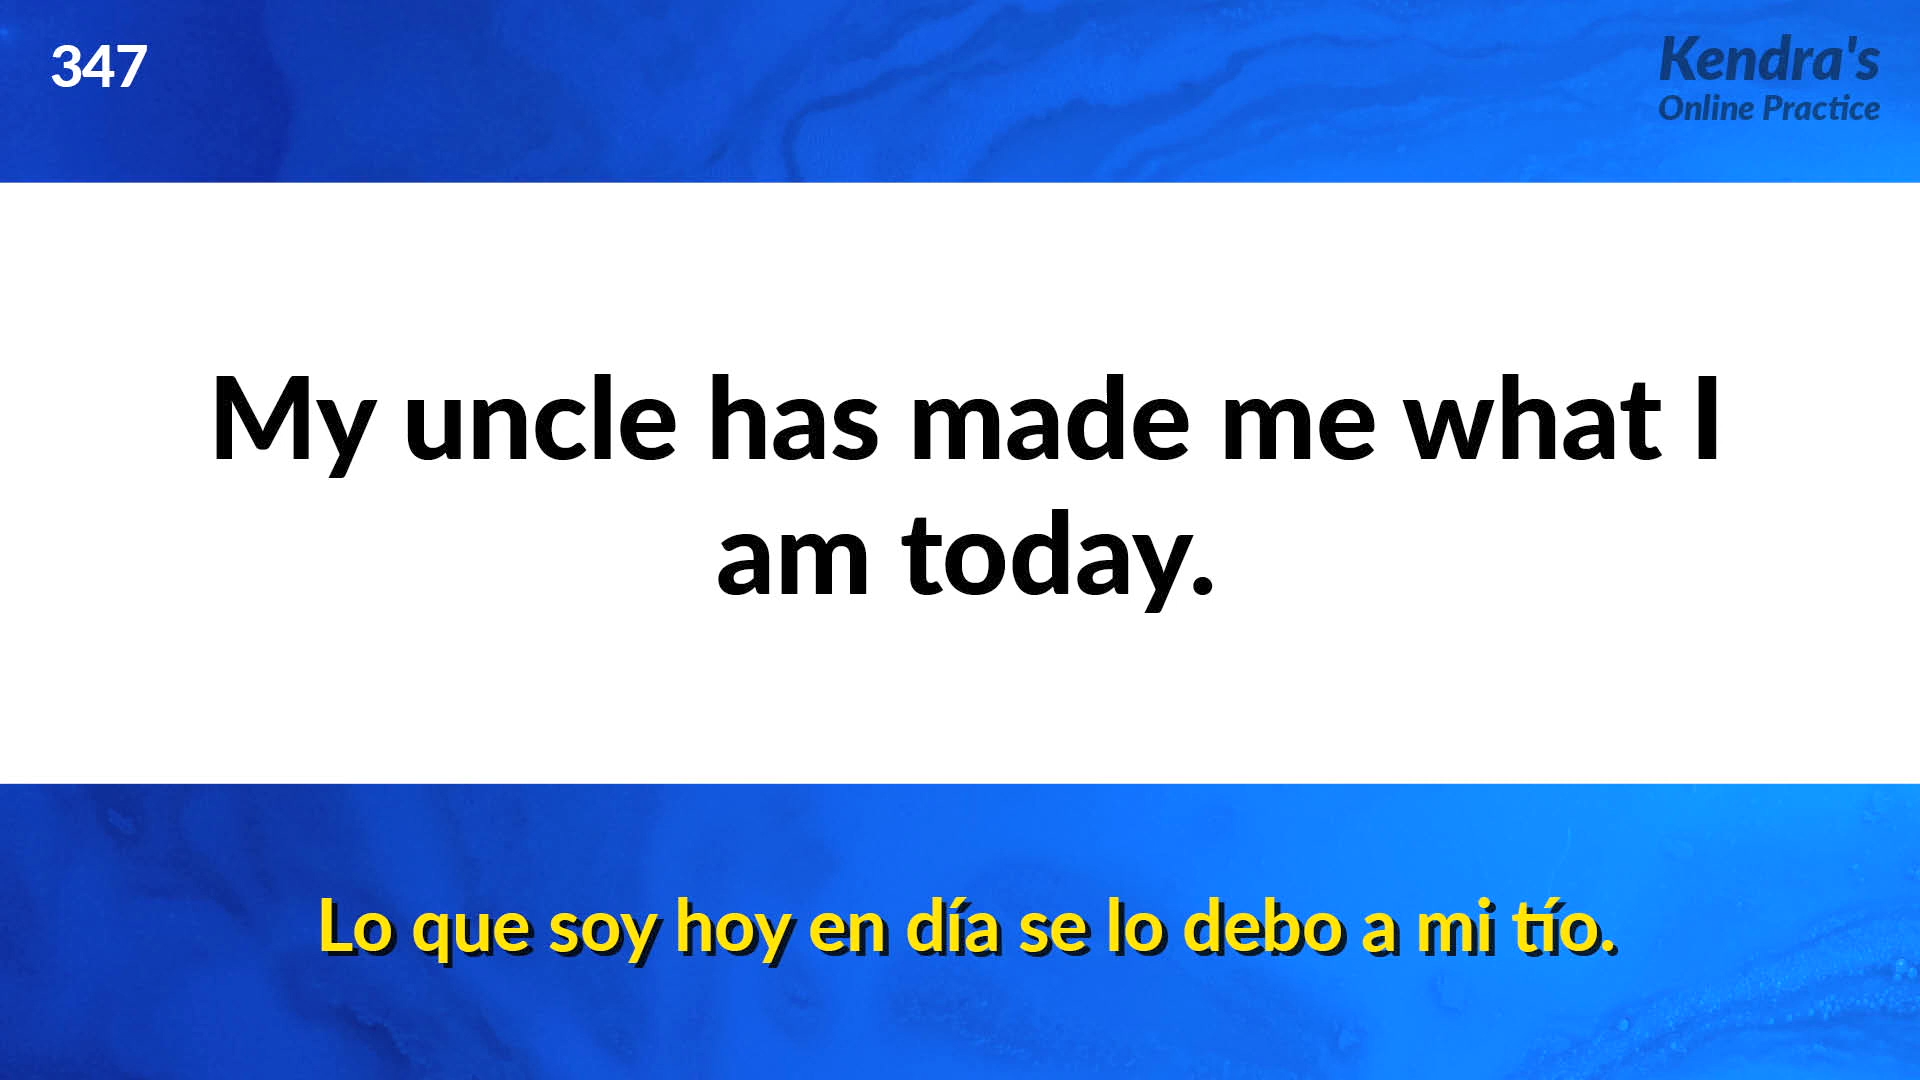 347
Kendra's
Online Practice
My uncle has made me what I
am today.
Lo que soy hoy en día se lo debo a mi tío.